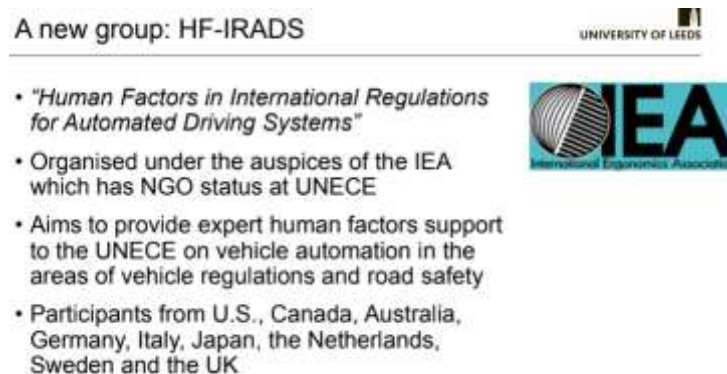 A new group: HF-IRADS
UNIVERSITY OF LEEDS
• “Human Factors in International Regulations
for Automated Driving Systems”
• Organised under the auspices of the IEA
which has NGO status at UNECE
• Aims to provide expert human factors support
to the UNECE on vehicle automation in the
areas of vehicle regulations and road safety
• Participants from U.S., Canada, Australia,
Germany, Italy, Japan, the Netherlands,
Sweden and the UK
IEA
International Ergonomics Associati